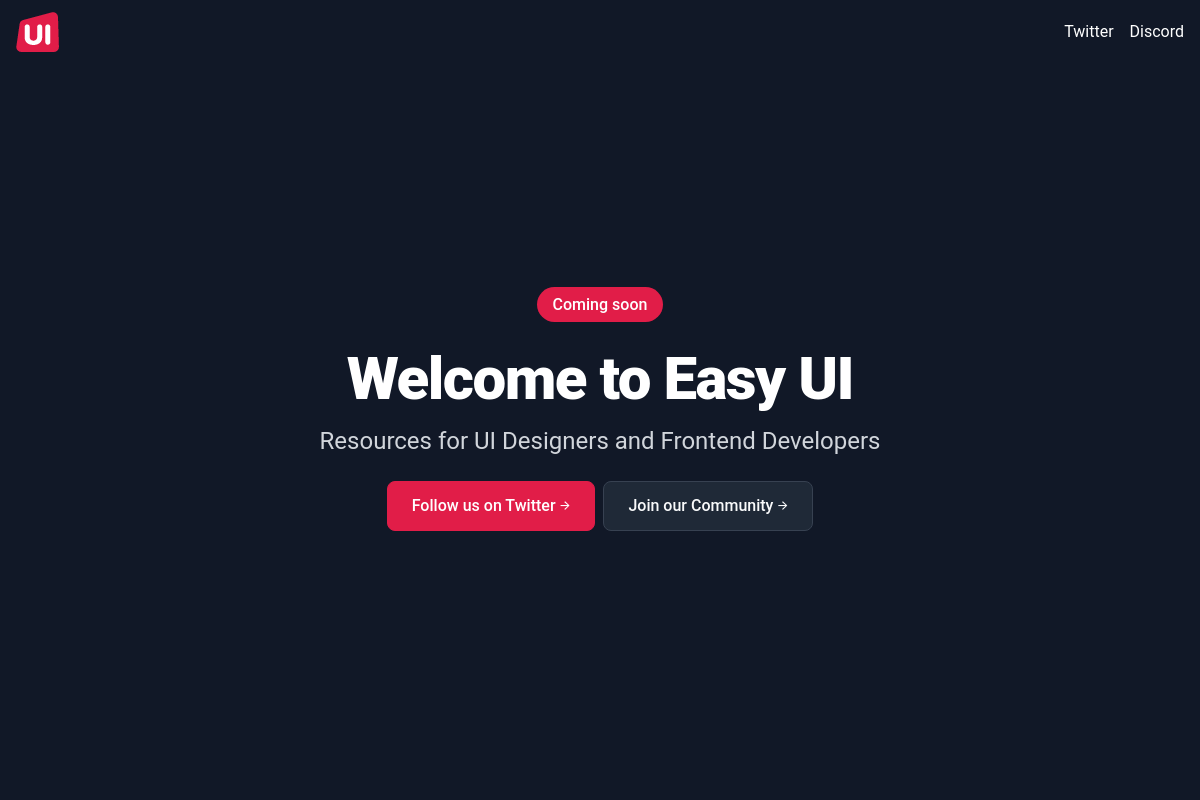 UI
Twitter Discord
Coming soon
Welcome to Easy UI
Resources for UI Designers and Frontend Developers
Follow us on Twitter →
Join our Community →